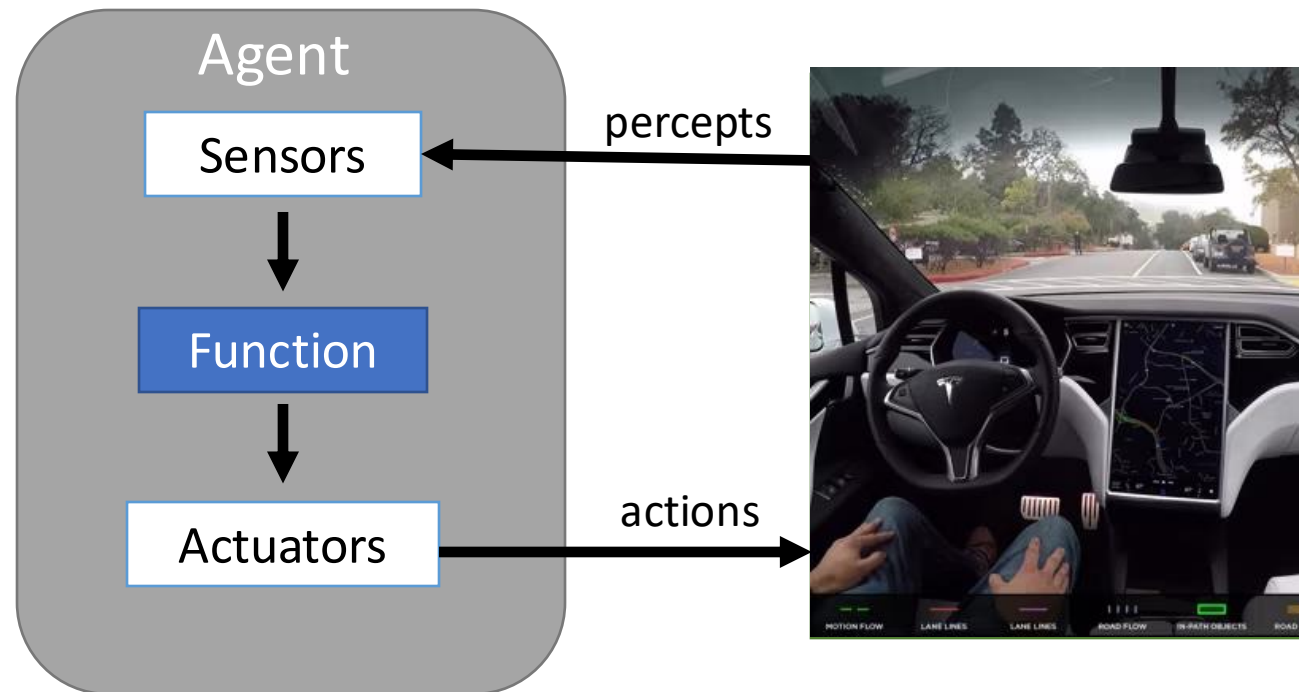 Agent
Sensors
percepts
Function
actions
Actuators
MOTION FLOW
LANE LINES
LANE LINES
ROAD FLOW
IN-PATH OBJECTS
ROAD